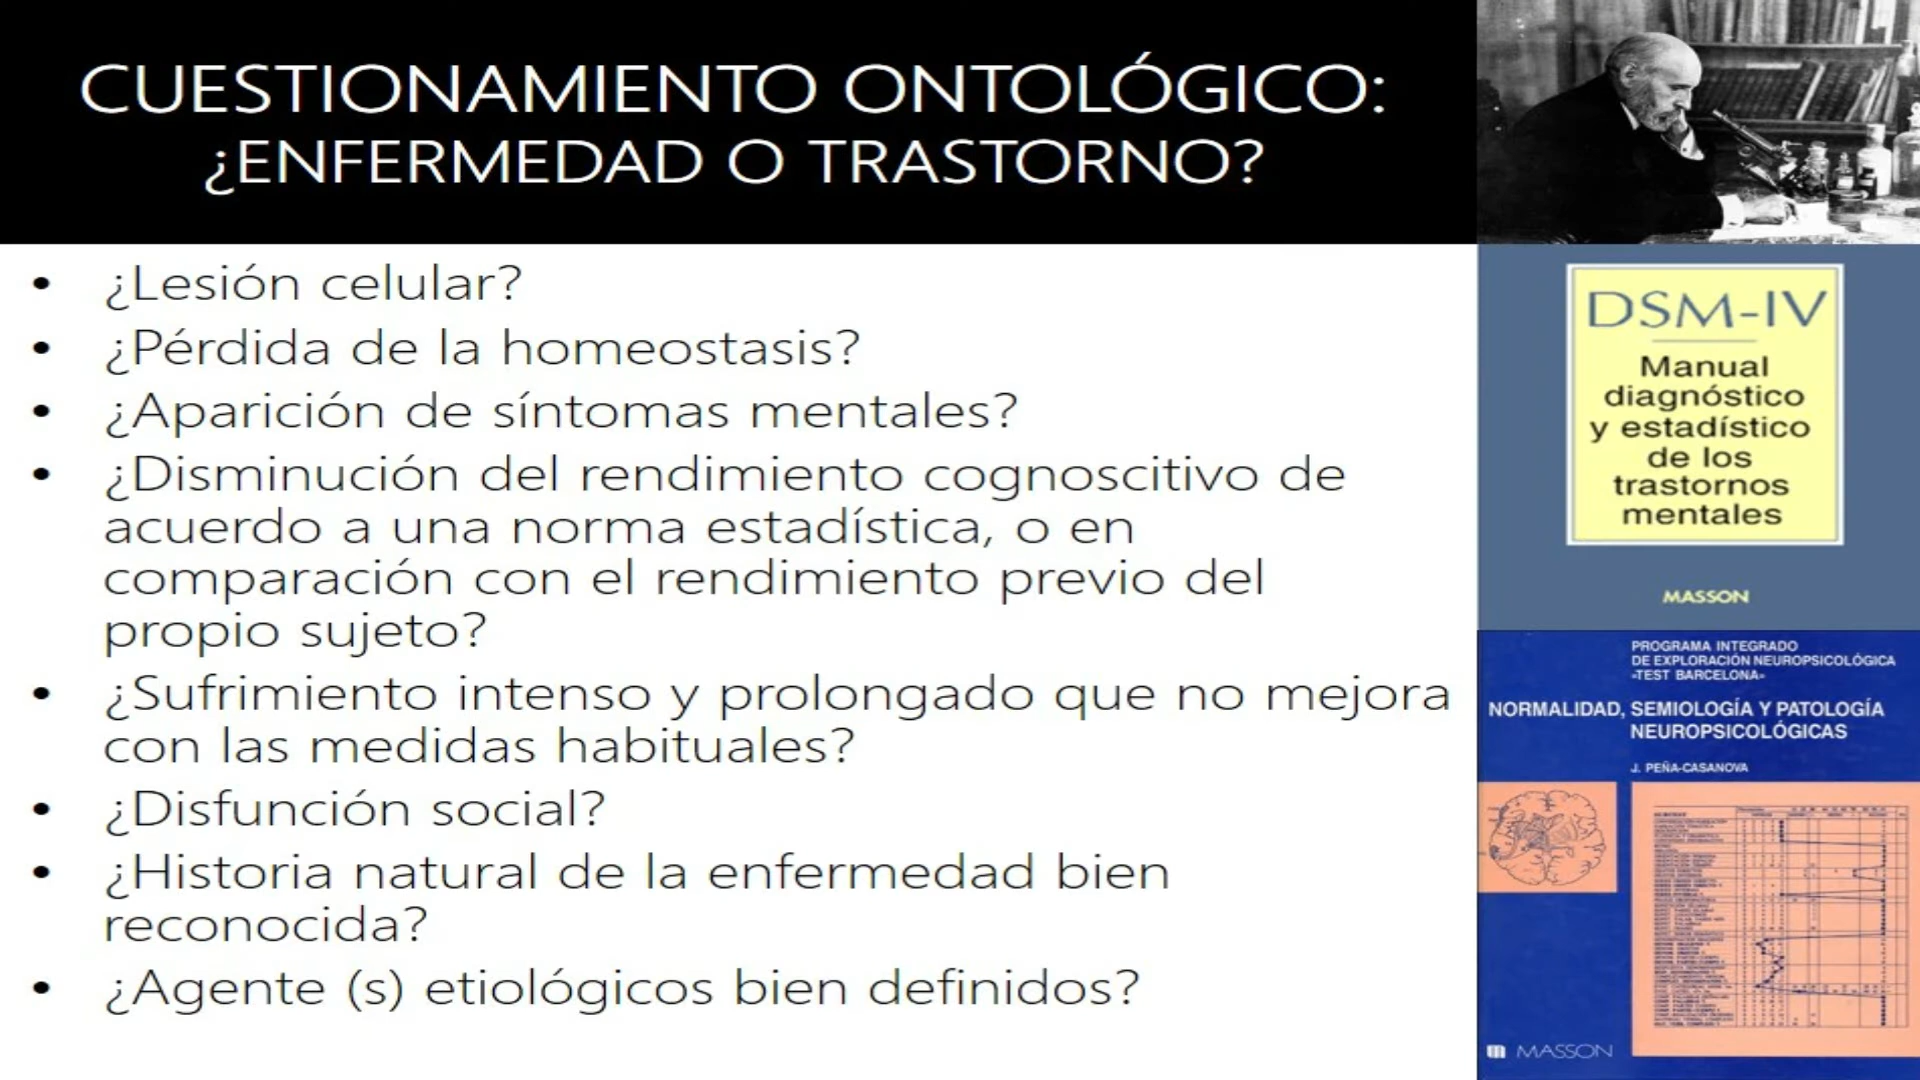 CUESTIONAMIENTO ONTOLÓGICO:
¿ENFERMEDAD O TRASTORNO?
• ¿Lesión celular?
• ¿Pérdida de la homeostasis?
• ¿Aparición de síntomas mentales?
• ¿Disminución del rendimiento cognoscitivo de
acuerdo a una norma estadística, o en
comparación con el rendimiento previo del
propio sujeto?
• ¿Sufrimiento intenso y prolongado que no mejora
con las medidas habituales?
• ¿Disfunción social?
• ¿Historia natural de la enfermedad bien
reconocida?
• ¿Agente (s) etiológicos bien definidos?
DSM-IV
Manual
diagnóstico
y estadístico
de los
trastornos
mentales
MASSON
PROGRAMA INTEGRADO
DE EXPLORACIÓN NEUROPSICOLÓGICA
«TEST BARCELONA»
NORMALIDAD, SEMIOLOGÍA Y PATOLOGÍA
NEUROPSICOLÓGICAS
J. PEÑA-CASANOVA
MASSON